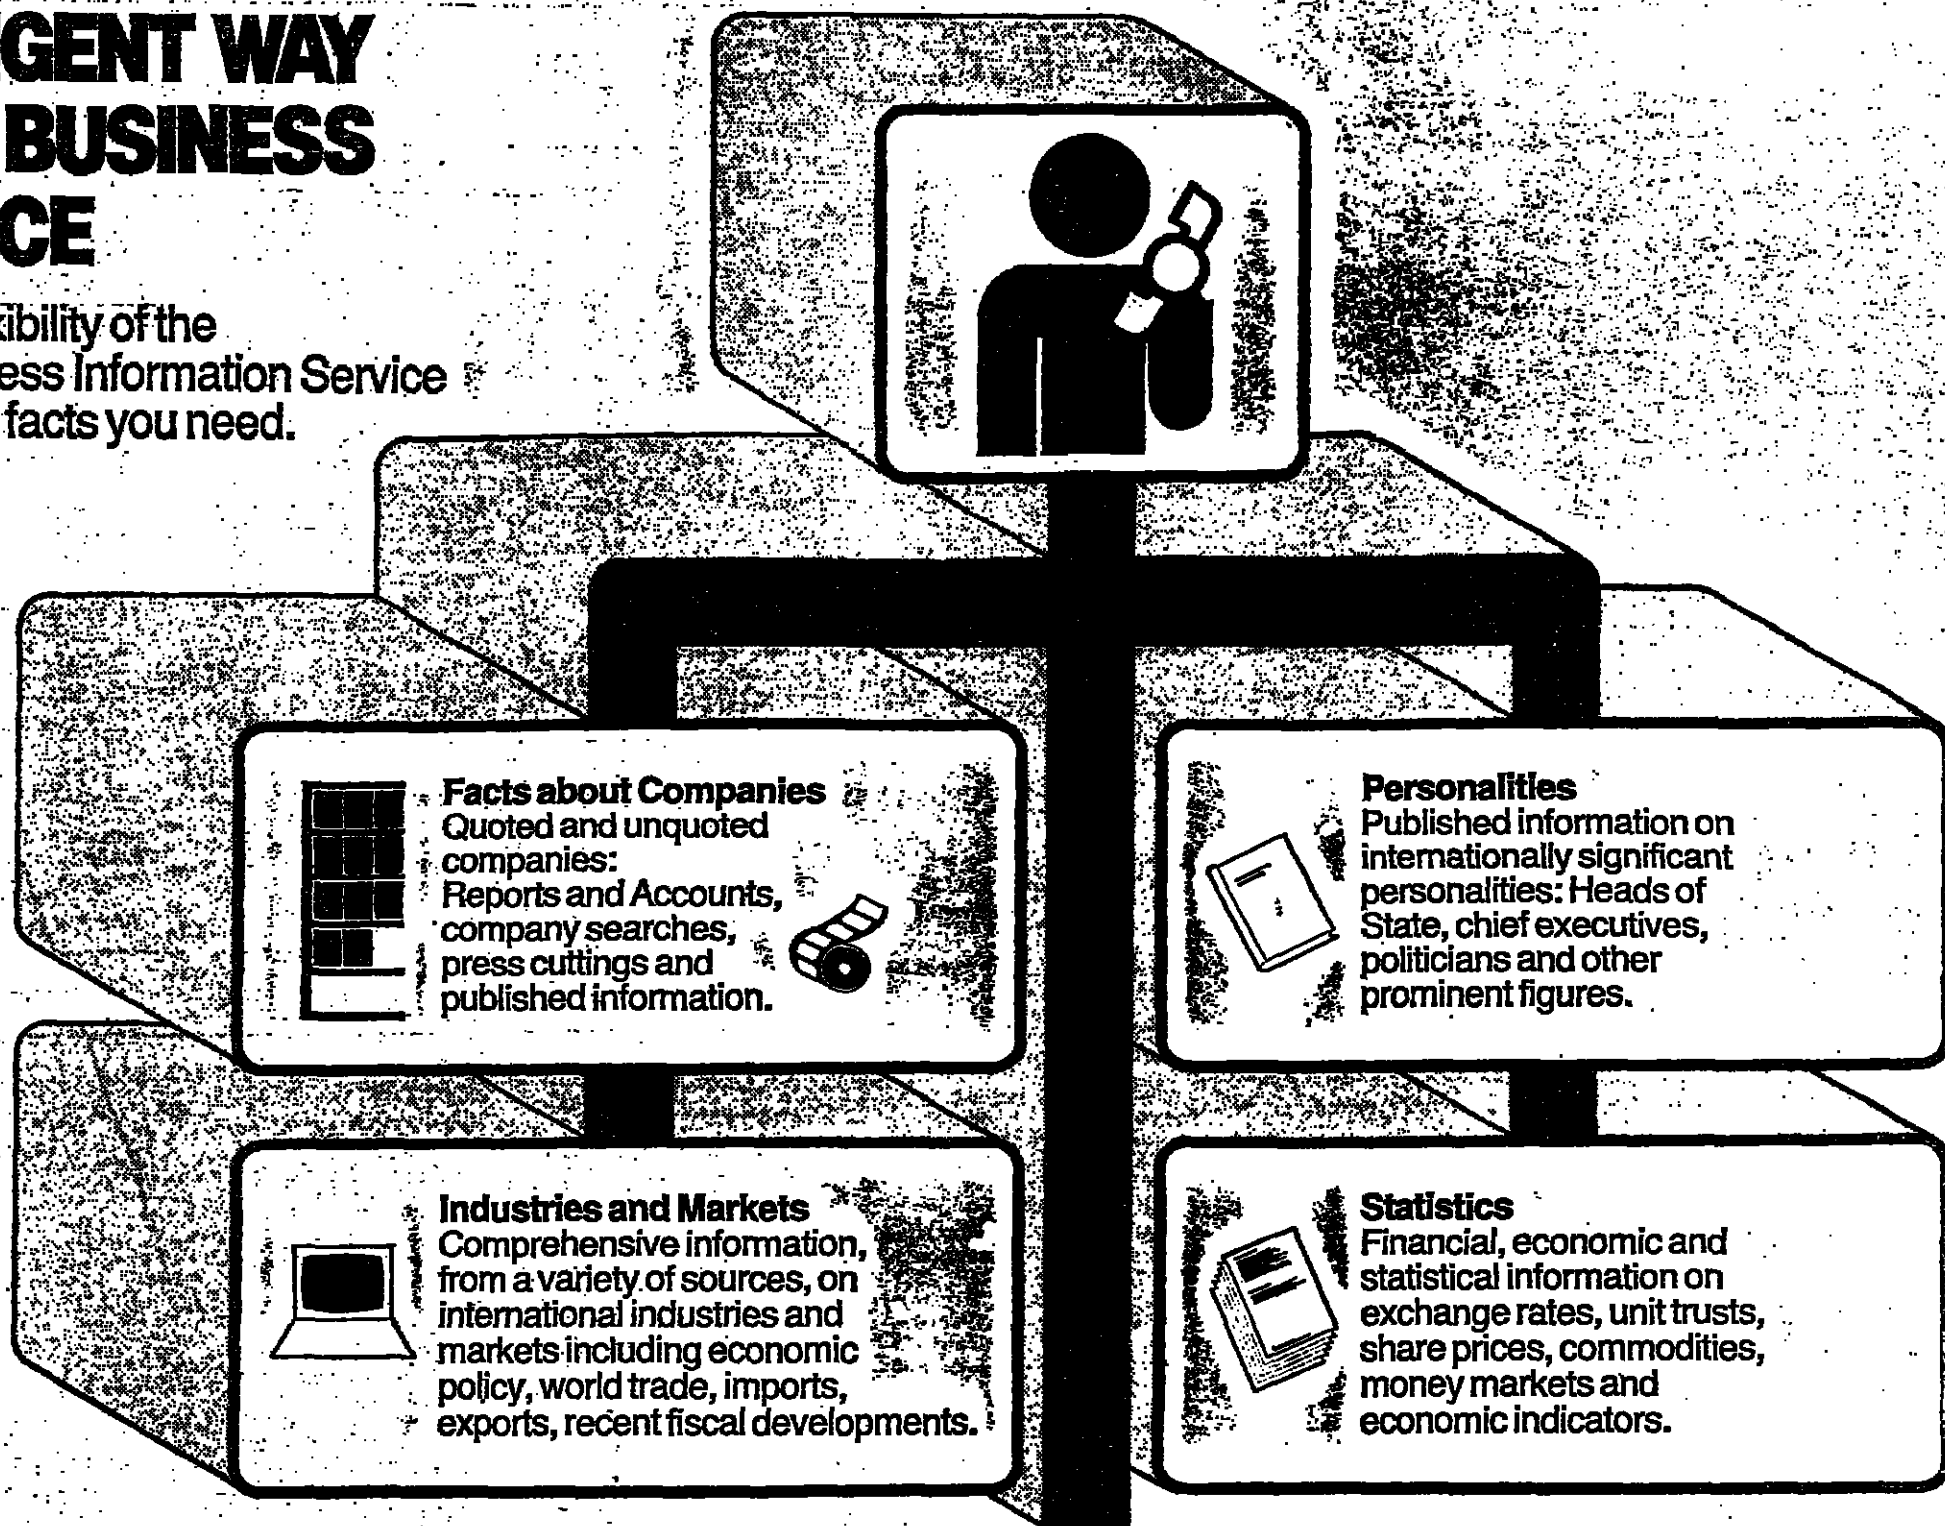 GENT WAY
BUSINESS
CE
ibility of the
ess Information Service
facts you need.
Facts about Companies
Quoted and unquoted
companies:
Reports and Accounts,
company searches,
press cuttings and
published information.
Personalities
Published information on
internationally significant
personalities: Heads of
State, chief executives,
politicians and other
prominent figures.
Industries and Markets
Comprehensive information,
from a variety of sources, on
international industries and
markets including economic
policy, world trade, imports,
exports, recent fiscal developments.
Statistics
Financial, economic and
statistical information on
exchange rates, unit trusts,
share prices, commodities,
money markets and
economic indicators.